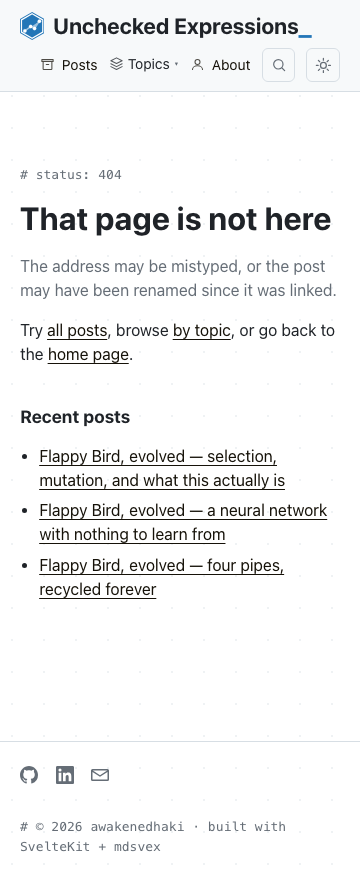 Unchecked Expressions_
Posts Topics About
# status: 404
That page is not here
The address may be mistyped, or the post
may have been renamed since it was linked.
Try all posts, browse by topic, or go back to
the home page.
Recent posts
• Flappy Bird, evolved — selection,
mutation, and what this actually is
• Flappy Bird, evolved — a neural network
with nothing to learn from
• Flappy Bird, evolved — four pipes,
recycled forever
# © 2026 awakenedhaki · built with
SvelteKit + mdsvex